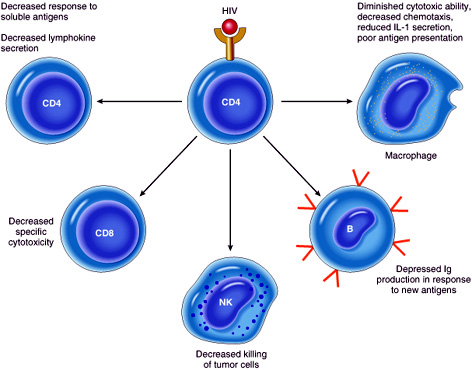 Decreased response to
soluble antigens
Decreased lymphokine
secretion
CD4
HIV
CD4
Diminished cytotoxic ability,
decreased chemotaxis,
reduced IL-1 secretion,
poor antigen presentation
Macrophage
Decreased
specific
cytotoxicity
CD8
NK
Decreased killing
of tumor cells
B
Depressed Ig
production in response
to new antigens